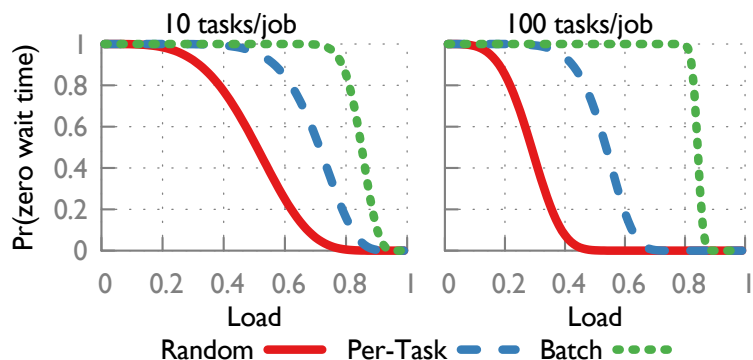 10 tasks/job 100 tasks/job
Pr(zero wait time)
1
0.8
0.6
0.4
0.2
0
0 0.2 0.4 0.6 0.8 1 0 0.2 0.4 0.6 0.8 1
Load Load
Random Per-Task Batch